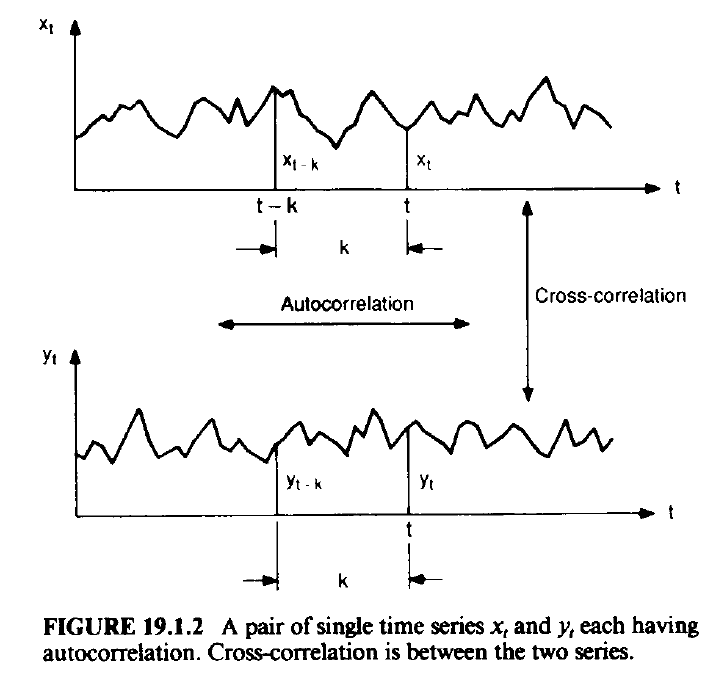 xt
xt-k
xt
t
t-k
t
k
Autocorrelation
Cross-correlation
yt
yt-k
yt
t
t
k
FIGURE 19.1.2 A pair of single time series xt and yt each having
autocorrelation. Cross-correlation is between the two series.